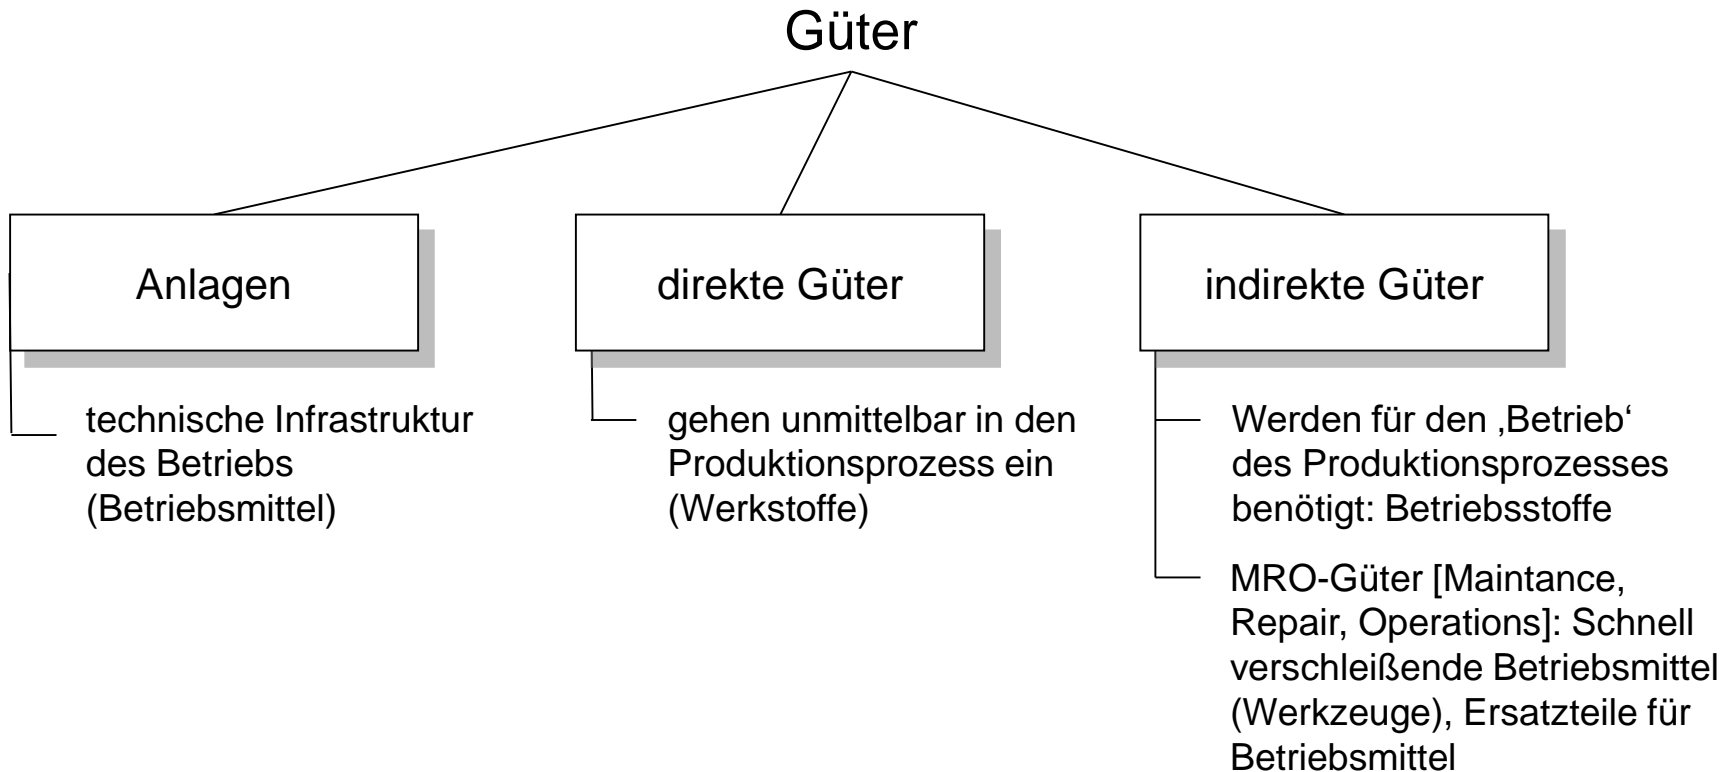 Güter
Anlagen
technische Infrastruktur
des Betriebs
(Betriebsmittel)
direkte Güter
gehen unmittelbar in den
Produktionsprozess ein
(Werkstoffe)
indirekte Güter
Werden für den ‚Betrieb‘
des Produktionsprozesses
benötigt: Betriebsstoffe
MRO-Güter [Maintance,
Repair, Operations]: Schnell
verschleißende Betriebsmittel
(Werkzeuge), Ersatzteile für
Betriebsmittel